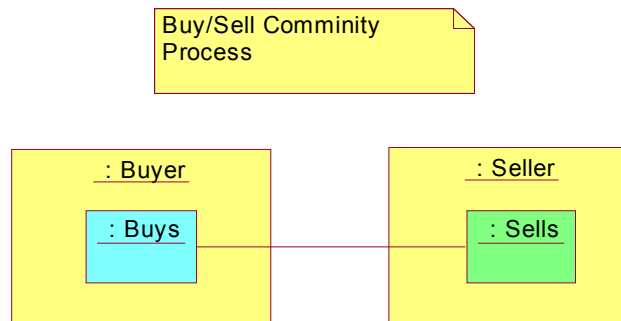 Buy/Sell Comminity
Process
: Buyer
: Seller
: Buys
: Sells